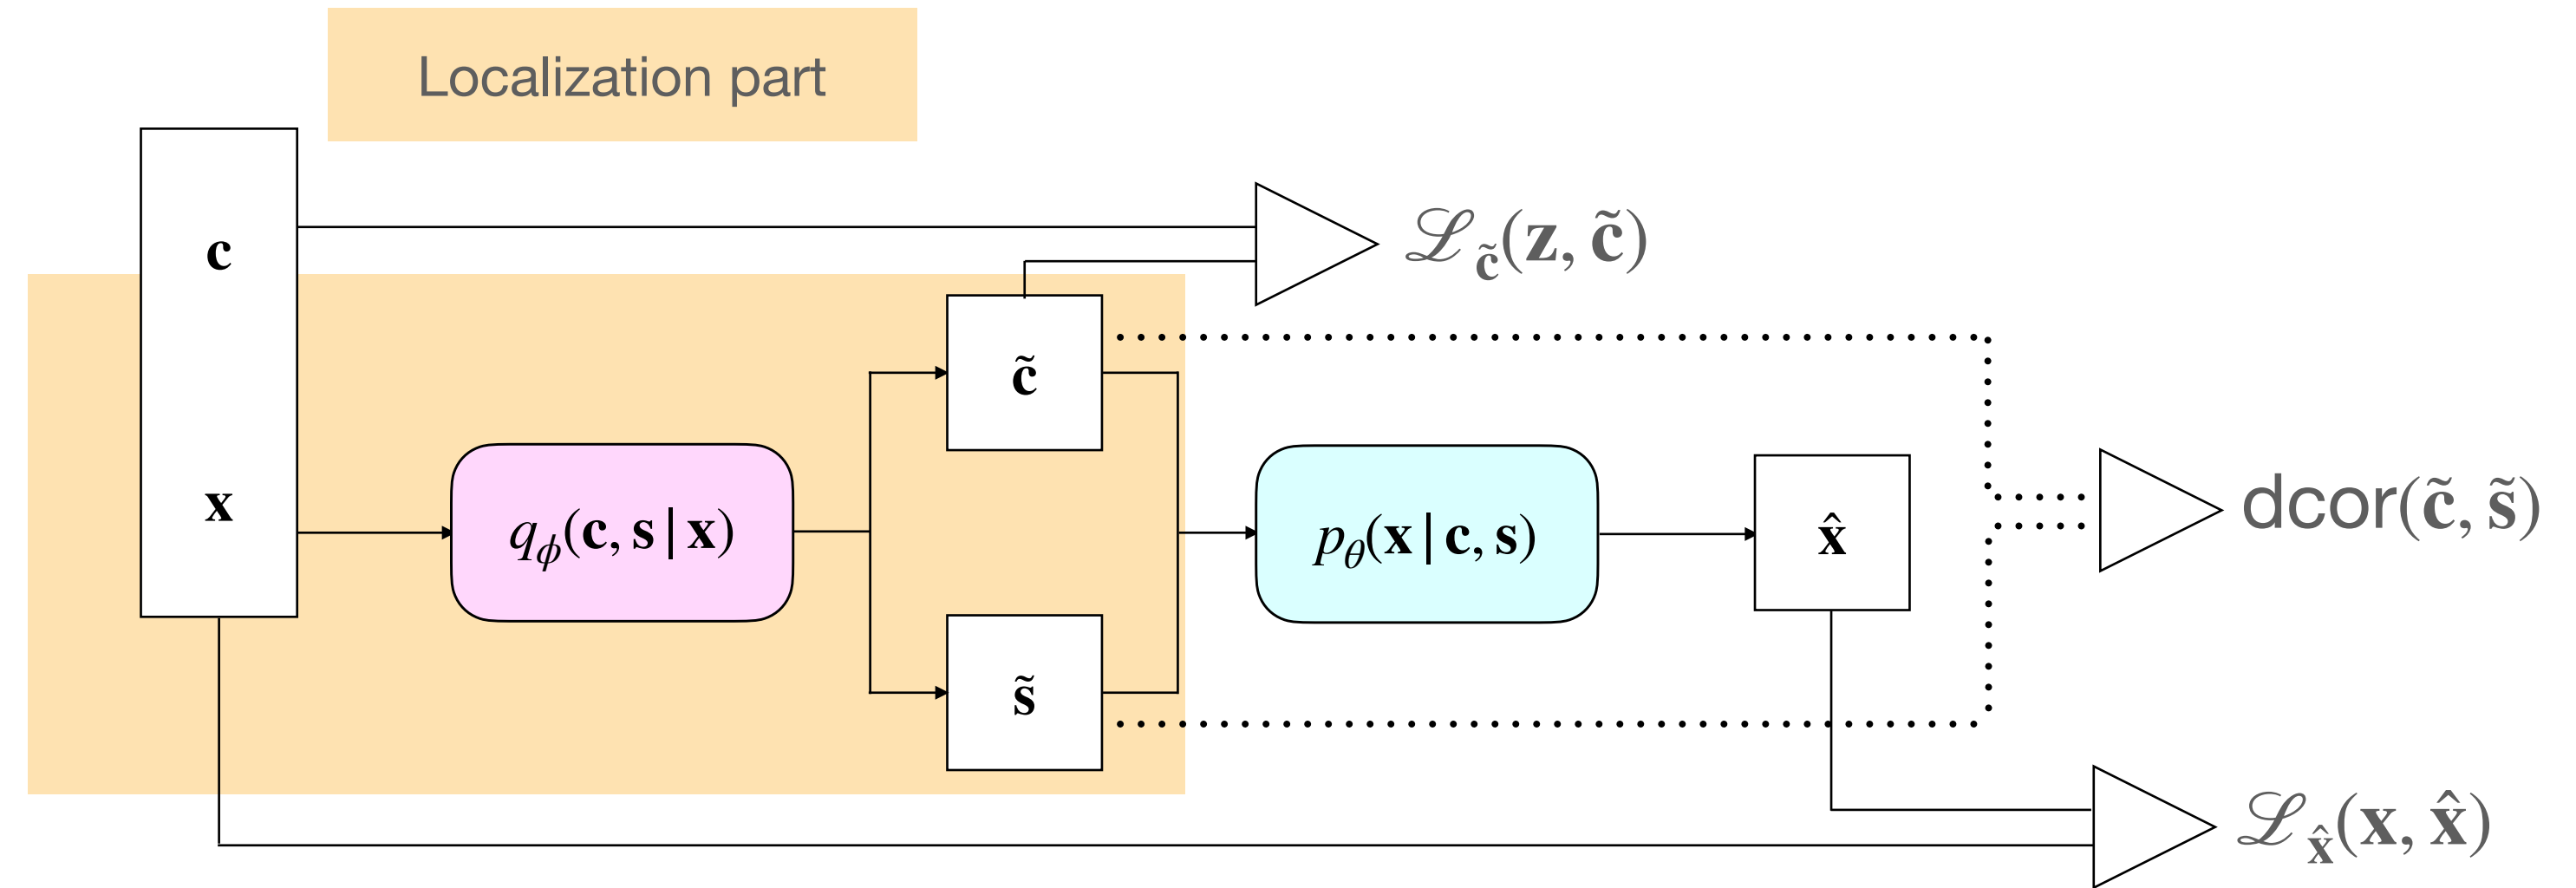 Localization part
c
ℒ_c̃(z, c̃)
c̃
x
q_ϕ(c, s | x)
p_θ(x | c, s)
x̂
dcor(c̃, s̃)
s̃
ℒ_x̂(x, x̂)